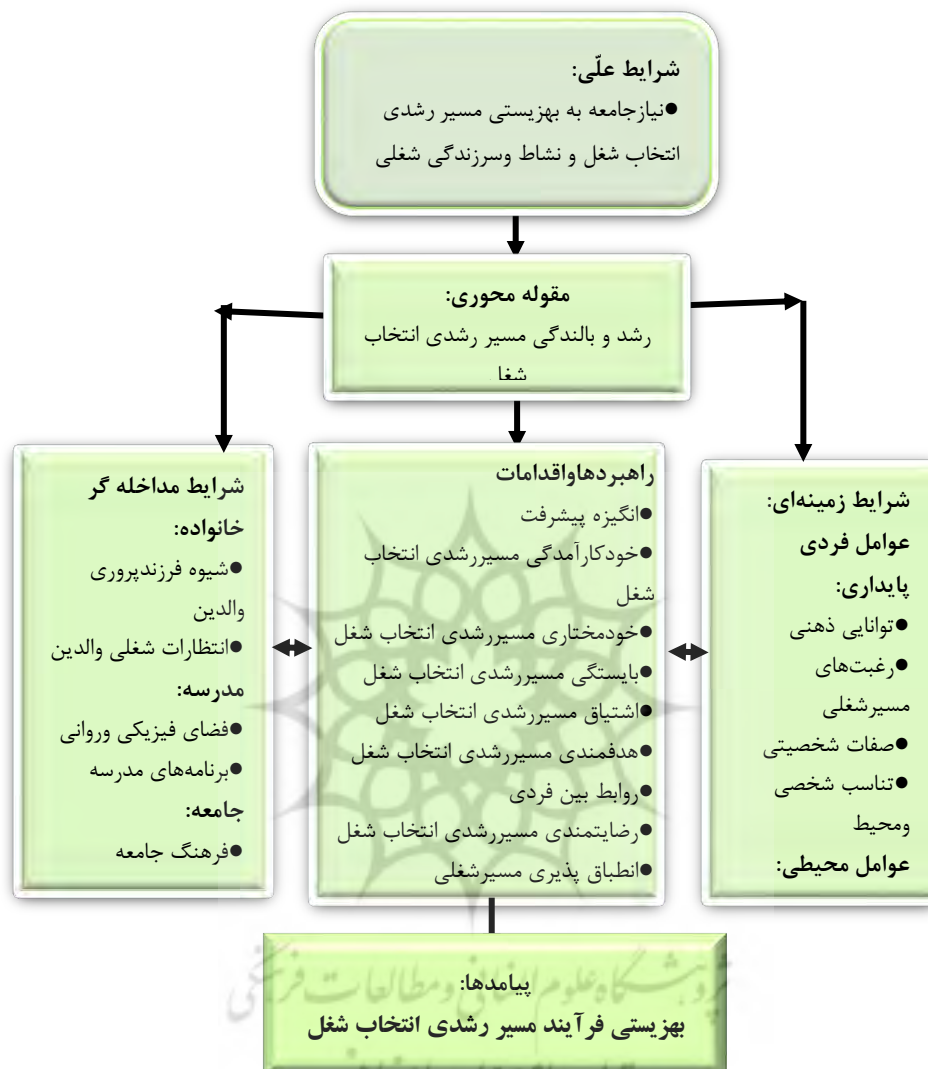 شرایط علّی:
●نیازجامعه به بهزیستی مسیر رشدی
انتخاب شغل و نشاط وسرزندگی شغلی
مقوله محوری:
رشد و بالندگی مسیر رشدی انتخاب
شرایط زمینه‌ای:
عوامل فردی
پایداری:
●توانایی ذهنی
●رغبت‌های
مسیرشغلی
●صفات شخصیتی
●تناسب شخصی
ومحیط
عوامل محیطی:
راهبردهاواقدامات
●انگیزه پیشرفت
●خودکارآمدگی مسیررشدی انتخاب
شغل
●خودمختاری مسیررشدی انتخاب شغل
●بایستگی مسیررشدی انتخاب شغل
●اشتیاق مسیررشدی انتخاب شغل
●هدفمندی مسیررشدی انتخاب شغل
●روابط بین فردی
●رضایتمندی مسیررشدی انتخاب شغل
●انطباق پذیری مسیرشغلی
شرایط مداخله گر
خانواده:
●شیوه فرزندپروری
والدین
●انتظارات شغلی والدین
مدرسه:
●فضای فیزیکی وروانی
●برنامه‌های مدرسه
جامعه:
●فرهنگ جامعه
پیامدها:
بهزیستی فرآیند مسیر رشدی انتخاب شغل
پژوهشگاه علوم انسانی ومطالعات فرهنگی